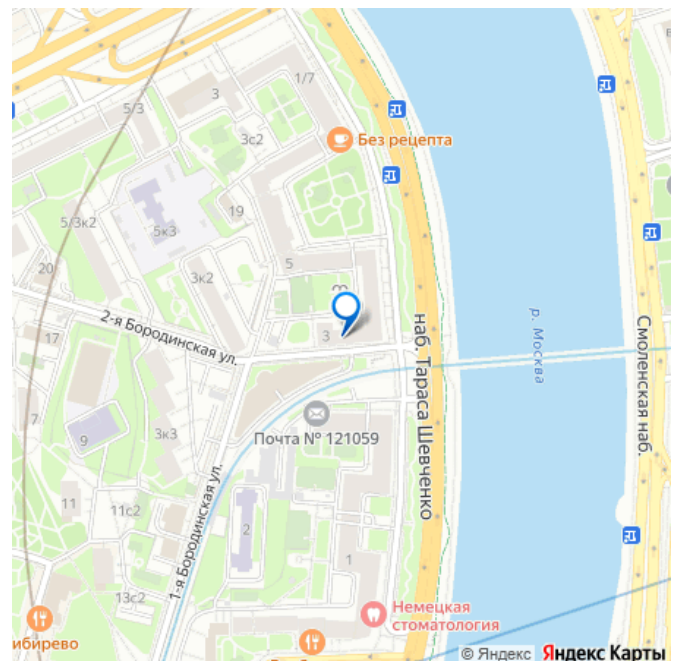 1/7
3
5/3
3с2
Без рецепта
19
5к3
5/3к2
5
20
3к2
3
2-я Бородинская ул.
17
р. Москва
наб. Тараса Шевченко
Смоленская наб.
7
9
3к3
Почта № 121059
11
11с2
2
1-я Бородинская ул.
1
13с2
Немецкая
стоматология
ибирево
© Яндекс Яндекс Карты